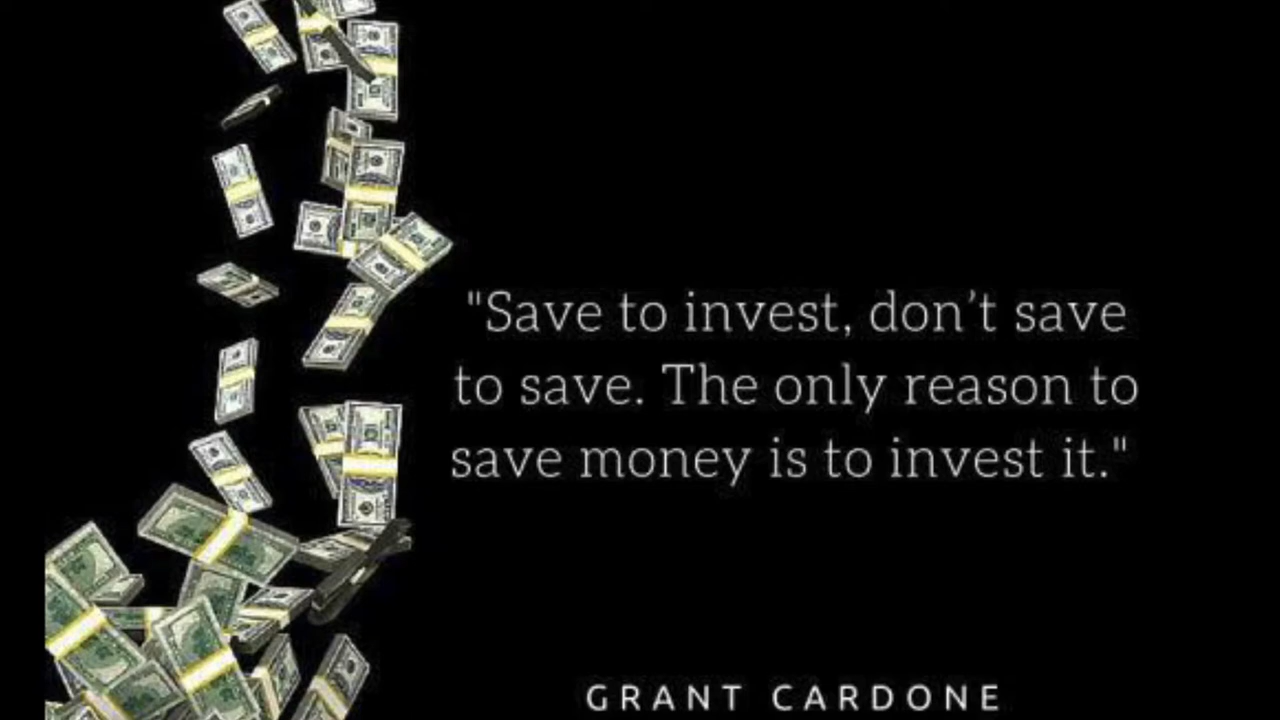 "Save to invest, don’t save
to save. The only reason to
save money is to invest it."
GRANT CARDONE